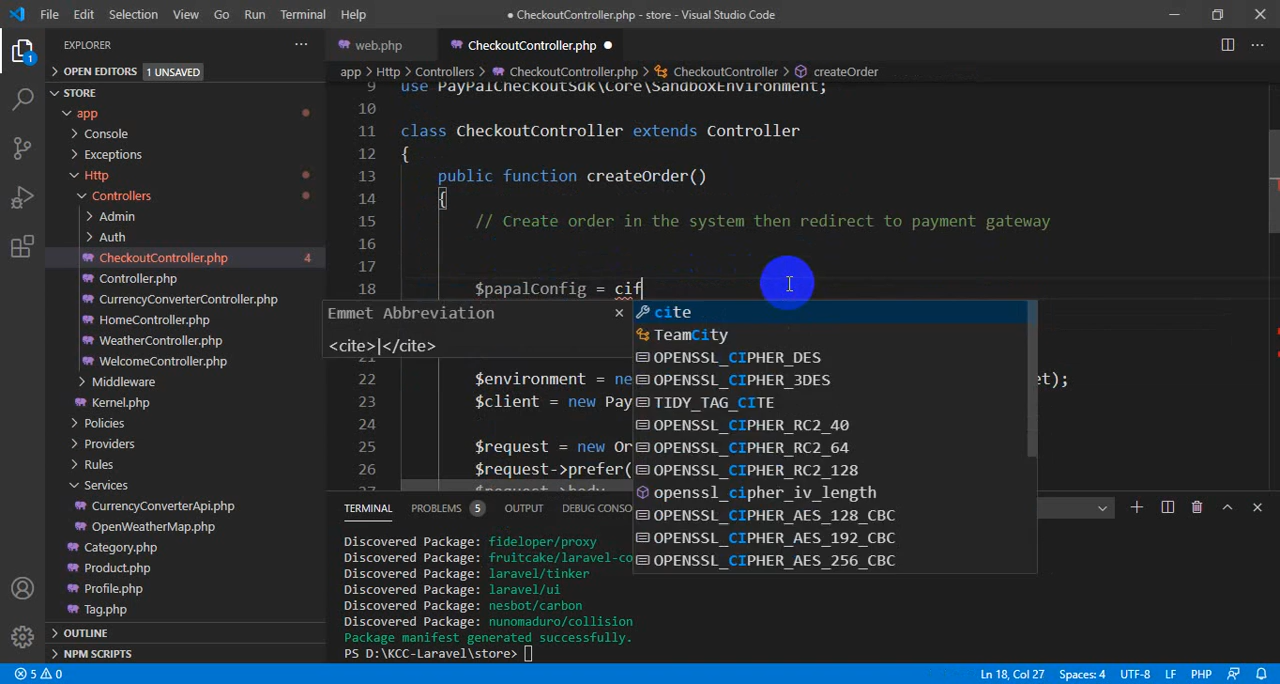 File Edit Selection View Go Run Terminal Help
● CheckoutController.php - store - Visual Studio Code
EXPLORER
web.php
CheckoutController.php
OPEN EDITORS 1 UNSAVED
app > Http > Controllers > CheckoutController.php > CheckoutController > createOrder
STORE
app
Console
Exceptions
Http
Controllers
Admin
Auth
CheckoutController.php 4
Controller.php
CurrencyConverterController.php
HomeController.php
WeatherController.php
WelcomeController.php
Middleware
Kernel.php
Policies
Providers
Rules
Services
CurrencyConverterApi.php
OpenWeatherMap.php
Category.php
Product.php
Profile.php
Tag.php
OUTLINE
NPM SCRIPTS
1
9 use PayPalCheckoutSdk\Core\SandboxEnvironment;
10
11 class CheckoutController extends Controller
12 {
13 public function createOrder()
14 {
15 // Create order in the system then redirect to payment gateway
16
17
18 $papalConfig = cif
Emmet Abbreviation
<cite>|</cite>
cite
TeamCity
OPENSSL_CIPHER_DES
OPENSSL_CIPHER_3DES
TIDY_TAG_CITE
OPENSSL_CIPHER_RC2_40
OPENSSL_CIPHER_RC2_64
OPENSSL_CIPHER_RC2_128
openssl_cipher_iv_length
OPENSSL_CIPHER_AES_128_CBC
OPENSSL_CIPHER_AES_192_CBC
OPENSSL_CIPHER_AES_256_CBC
22 $environment = ne et);
23 $client = new Pay
24
25 $request = new Or
26 $request->prefer(
27 $request->body
TERMINAL PROBLEMS 5 OUTPUT DEBUG CONSO
Discovered Package: fideloper/proxy
Discovered Package: fruitcake/laravel-co
Discovered Package: laravel/tinker
Discovered Package: laravel/ui
Discovered Package: nesbot/carbon
Discovered Package: nunomaduro/collision
Package manifest generated successfully.
PS D:\KCC-Laravel\store>
5 0
Ln 18, Col 27 Spaces: 4 UTF-8 LF PHP